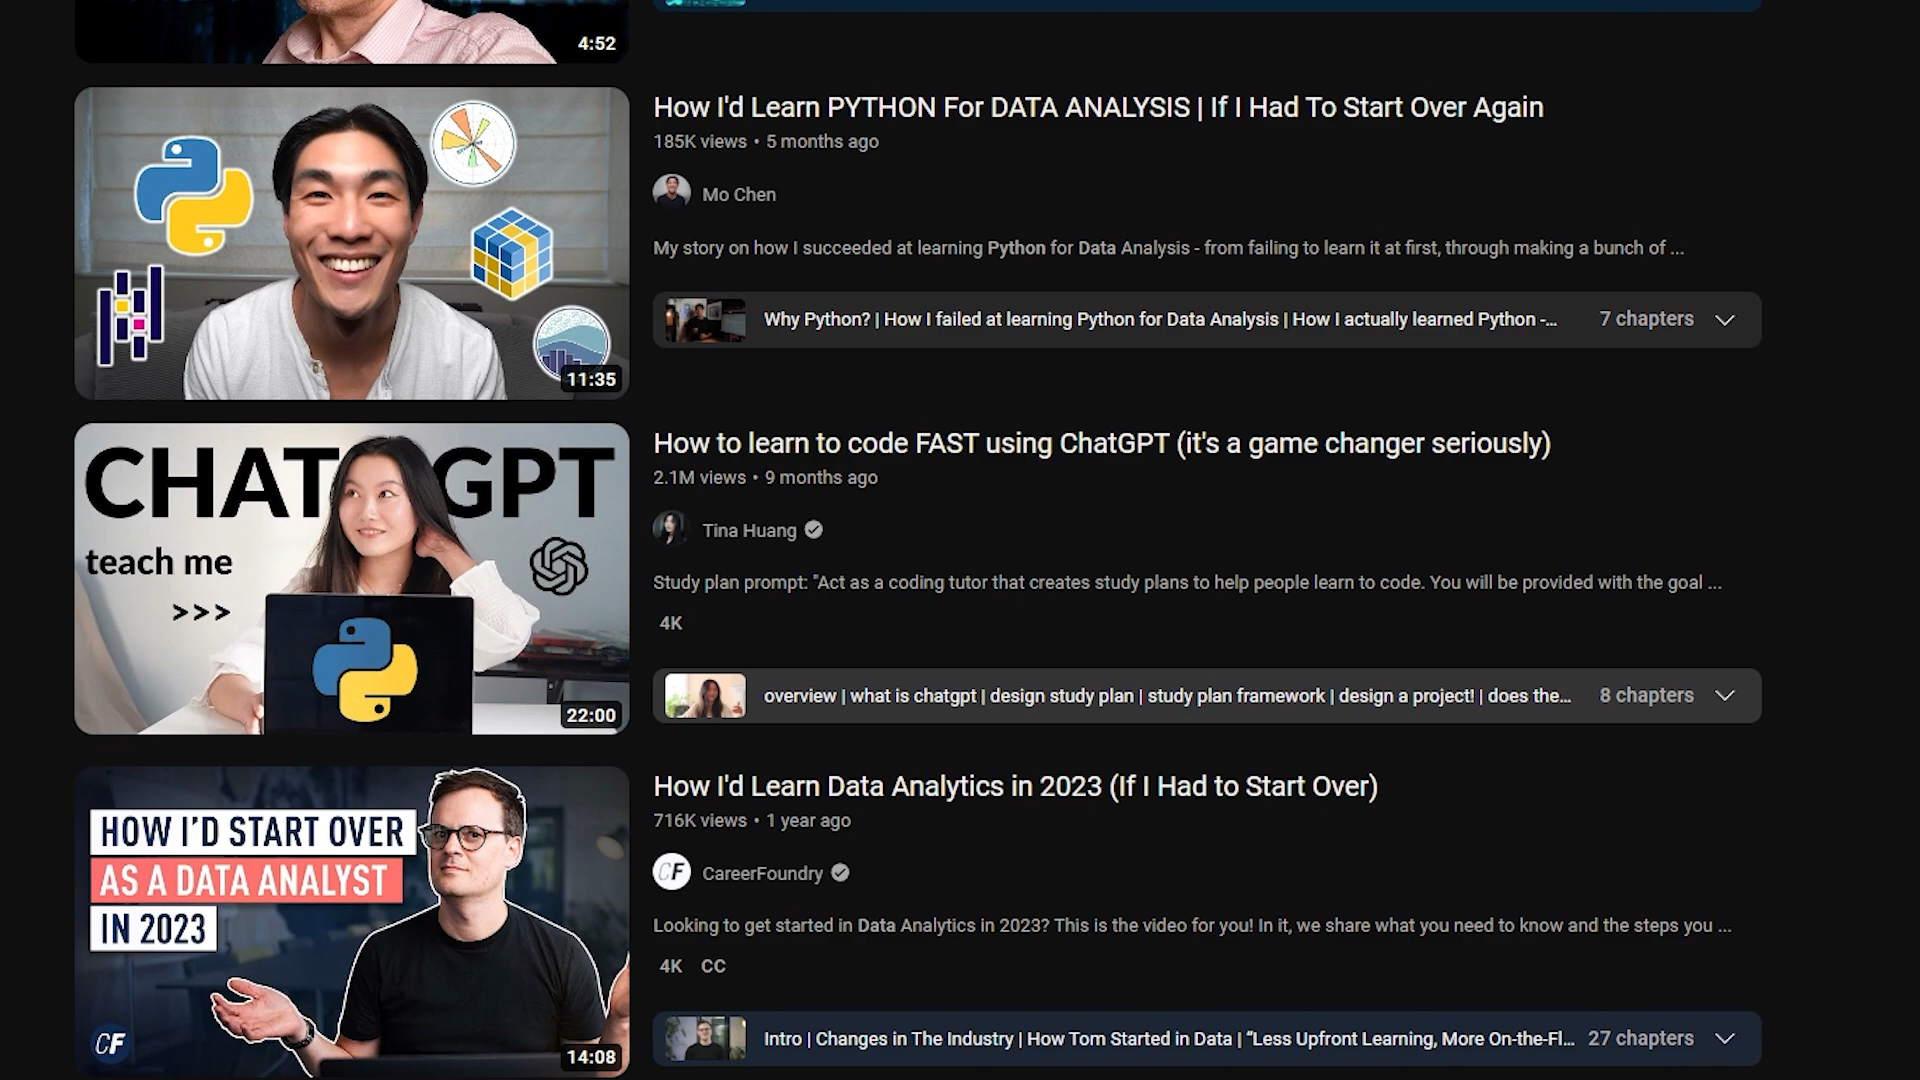 4:52
How I'd Learn PYTHON For DATA ANALYSIS | If I Had To Start Over Again
185K views • 5 months ago
Mo Chen
My story on how I succeeded at learning Python for Data Analysis - from failing to learn it at first, through making a bunch of ...
Why Python? | How I failed at learning Python for Data Analysis | How I actually learned Python -...
7 chapters
11:35
CHATGPT
teach me
>>>
22:00
How to learn to code FAST using ChatGPT (it's a game changer seriously)
2.1M views • 9 months ago
Tina Huang
Study plan prompt: "Act as a coding tutor that creates study plans to help people learn to code. You will be provided with the goal ...
4K
overview | what is chatgpt | design study plan | study plan framework | design a project! | does the...
8 chapters
HOW I'D START OVER
AS A DATA ANALYST
IN 2023
CF
14:08
How I'd Learn Data Analytics in 2023 (If I Had to Start Over)
716K views • 1 year ago
CF
CareerFoundry
Looking to get started in Data Analytics in 2023? This is the video for you! In it, we share what you need to know and the steps you ...
4K CC
Intro | Changes in The Industry | How Tom Started in Data | “Less Upfront Learning, More On-the-Fl...
27 chapters